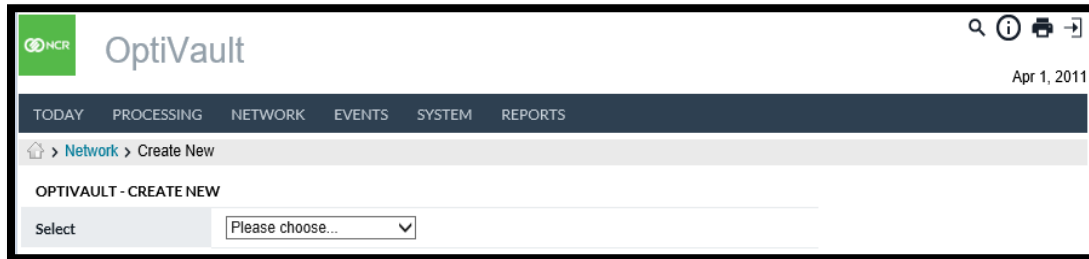 NCR OptiVault
Apr 1, 2011
TODAY PROCESSING NETWORK EVENTS SYSTEM REPORTS
> Network > Create New
OPTIVAULT - CREATE NEW
Select Please choose...